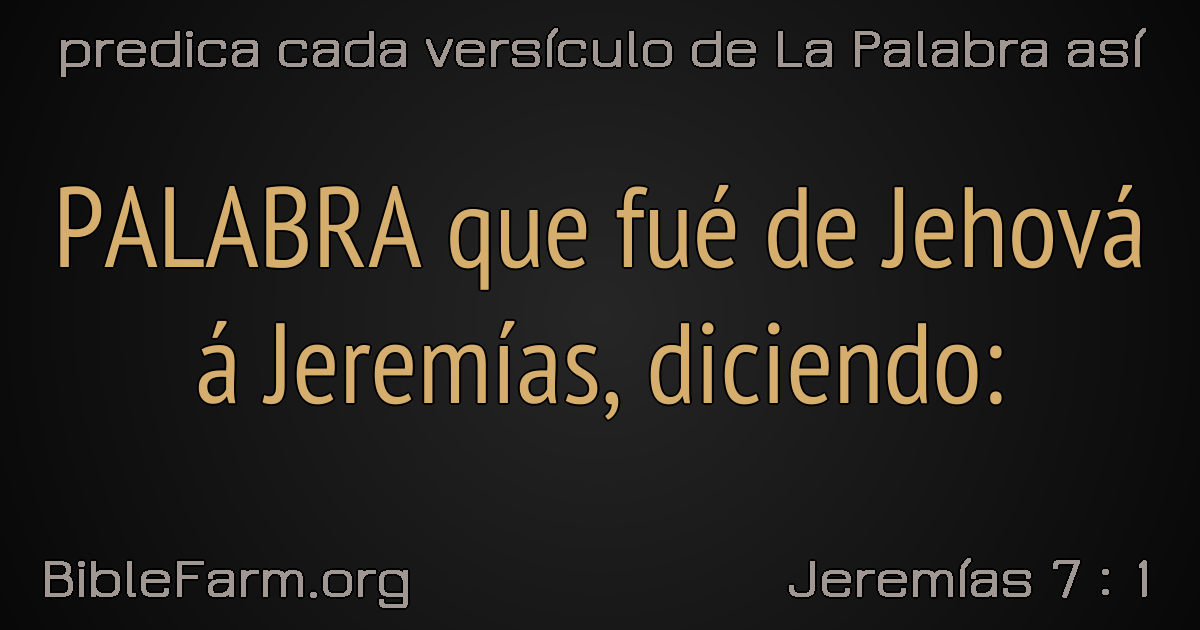 predica cada versículo de La Palabra así
PALABRA que fué de Jehová
á Jeremías, diciendo:
BibleFarm.org
Jeremías 7 : 1